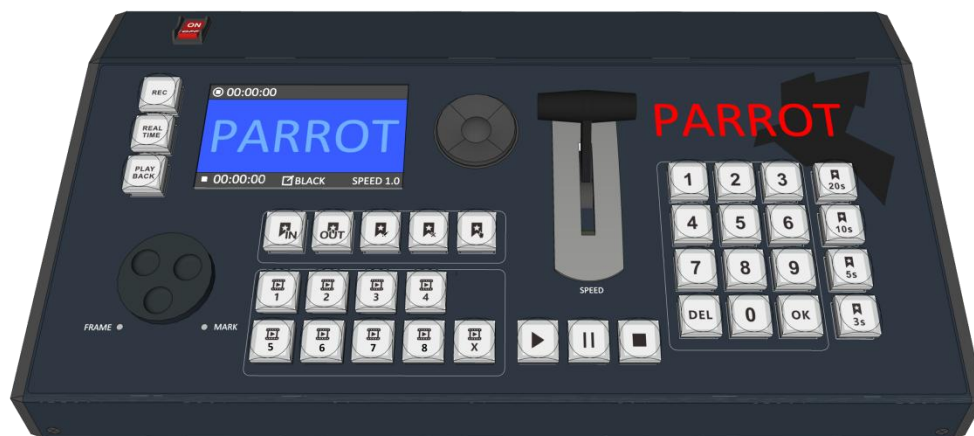 ON
REC
REAL
TIME
PLAY
BACK
00:00:00
PARROT
00:00:00 BLACK SPEED 1.0
PARROT
SPEED
IN
OUT
1 2 3 4
5 6 7 8 X
FRAME
MARK
1 2 3
4 5 6
7 8 9
DEL 0 OK
20s
10s
5s
3s